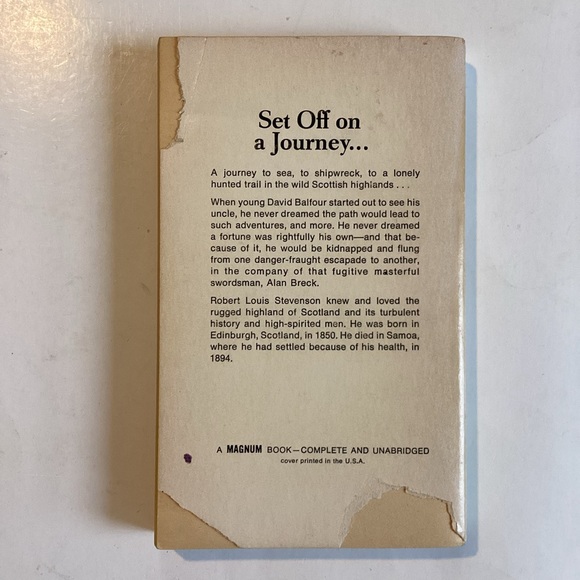 Set Off on
a Journey...
A journey to sea, to shipwreck, to a lonely
hunted trail in the wild Scottish highlands . . .
When young David Balfour started out to see his
uncle, he never dreamed the path would lead to
such adventures, and more. He never dreamed
a fortune was rightfully his own—and that be-
cause of it, he would be kidnapped and flung
from one danger-fraught escapade to another,
in the company of that fugitive masterful
swordsman, Alan Breck.
Robert Louis Stevenson knew and loved the
rugged highland of Scotland and its turbulent
history and high-spirited men. He was born in
Edinburgh, Scotland, in 1850. He died in Samoa,
where he had settled because of his health, in
1894.
A MAGNUM BOOK—COMPLETE AND UNABRIDGED
cover printed in the U.S.A.